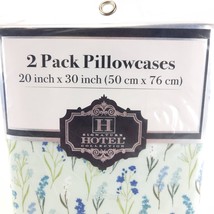 2 Pack Pillowcases
20 inch x 30 inch (50 cm x 76 cm)
H
SIGNATURE
HOTEL
COLLECTION